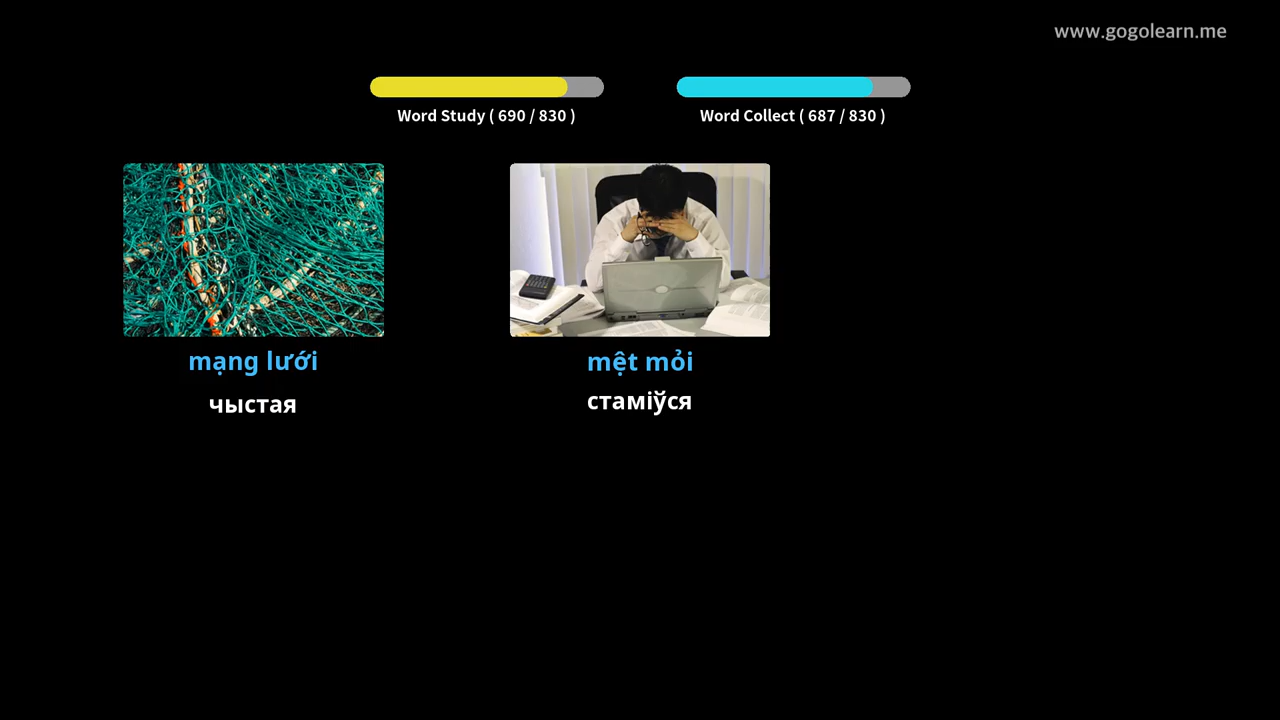 www.gogolearn.me
Word Study ( 690 / 830 )
Word Collect ( 687 / 830 )
mạng lưới
чыстая
mệt mỏi
стаміўся